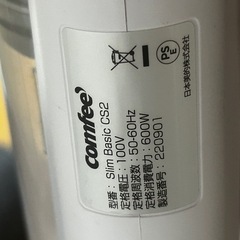 comfee'
型番：Slim Basic CS2
定格電圧：100V
定格周波数：50-60Hz
定格消費電力：600W
製造番号：220901
PS
E
日本美的株式会社